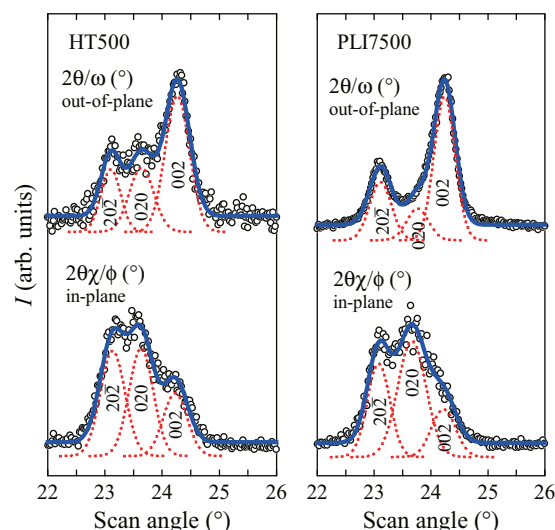 HT500
2θ/ω (°)
out-of-plane
202̄
020
002
2θχ/ϕ (°)
in-plane
202̄
020
002
PLI7500
2θ/ω (°)
out-of-plane
202̄
020
002
2θχ/ϕ (°)
in-plane
202̄
020
002
I (arb. units)
22 23 24 25 26
22 23 24 25 26
Scan angle (°)
Scan angle (°)